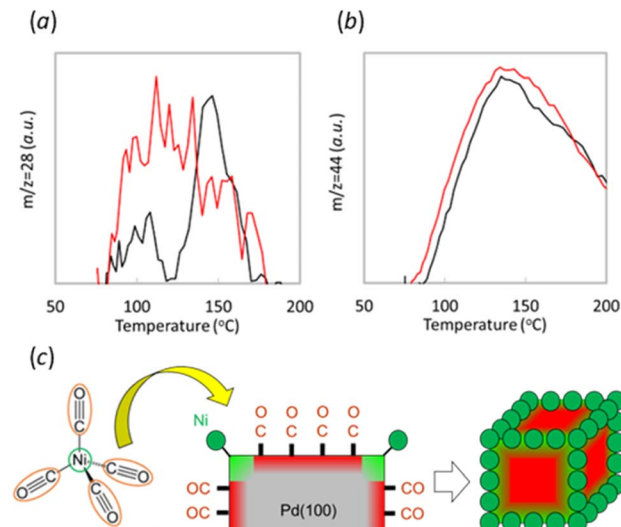 (a)
(b)
m/z=28 (a.u.)
m/z=44 (a.u.)
50 100 150 200
50 100 150 200
Temperature (°C)
Temperature (°C)
(c)
O O O O
C C C C
Ni
C≡O
C≡O
C≡O
C≡O
Ni
OC CO
OC CO
Pd(100)